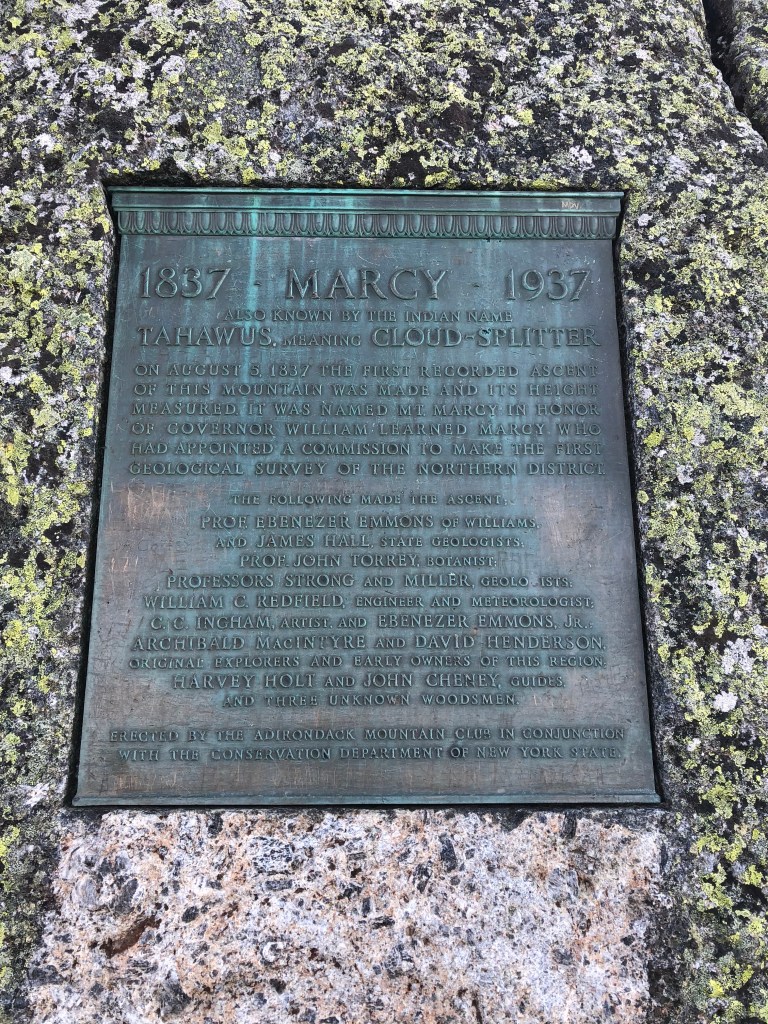 1837 · MARCY · 1937
ALSO KNOWN BY THE INDIAN NAME
TAHAWUS, MEANING CLOUD-SPLITTER
ON AUGUST 5, 1837 THE FIRST RECORDED ASCENT
OF THIS MOUNTAIN WAS MADE AND ITS HEIGHT
MEASURED. IT WAS NAMED MT. MARCY IN HONOR
OF GOVERNOR WILLIAM LEARNED MARCY WHO
HAD APPOINTED A COMMISSION TO MAKE THE FIRST
GEOLOGICAL SURVEY OF THE NORTHERN DISTRICT.
THE FOLLOWING MADE THE ASCENT:
PROF. EBENEZER EMMONS OF WILLIAMS,
AND JAMES HALL, STATE GEOLOGISTS;
PROF. JOHN TORREY, BOTANIST;
PROFESSORS STRONG AND MILLER, GEOLOGISTS;
WILLIAM C. REDFIELD, ENGINEER AND METEOROLOGIST;
C. C. INGHAM, ARTIST, AND EBENEZER EMMONS, JR.;
ARCHIBALD MACINTYRE AND DAVID HENDERSON,
ORIGINAL EXPLORERS AND EARLY OWNERS OF THIS REGION;
HARVEY HOLT AND JOHN CHENEY, GUIDES,
AND THREE UNKNOWN WOODSMEN.
ERECTED BY THE ADIRONDACK MOUNTAIN CLUB IN CONJUNCTION
WITH THE CONSERVATION DEPARTMENT OF NEW YORK STATE.